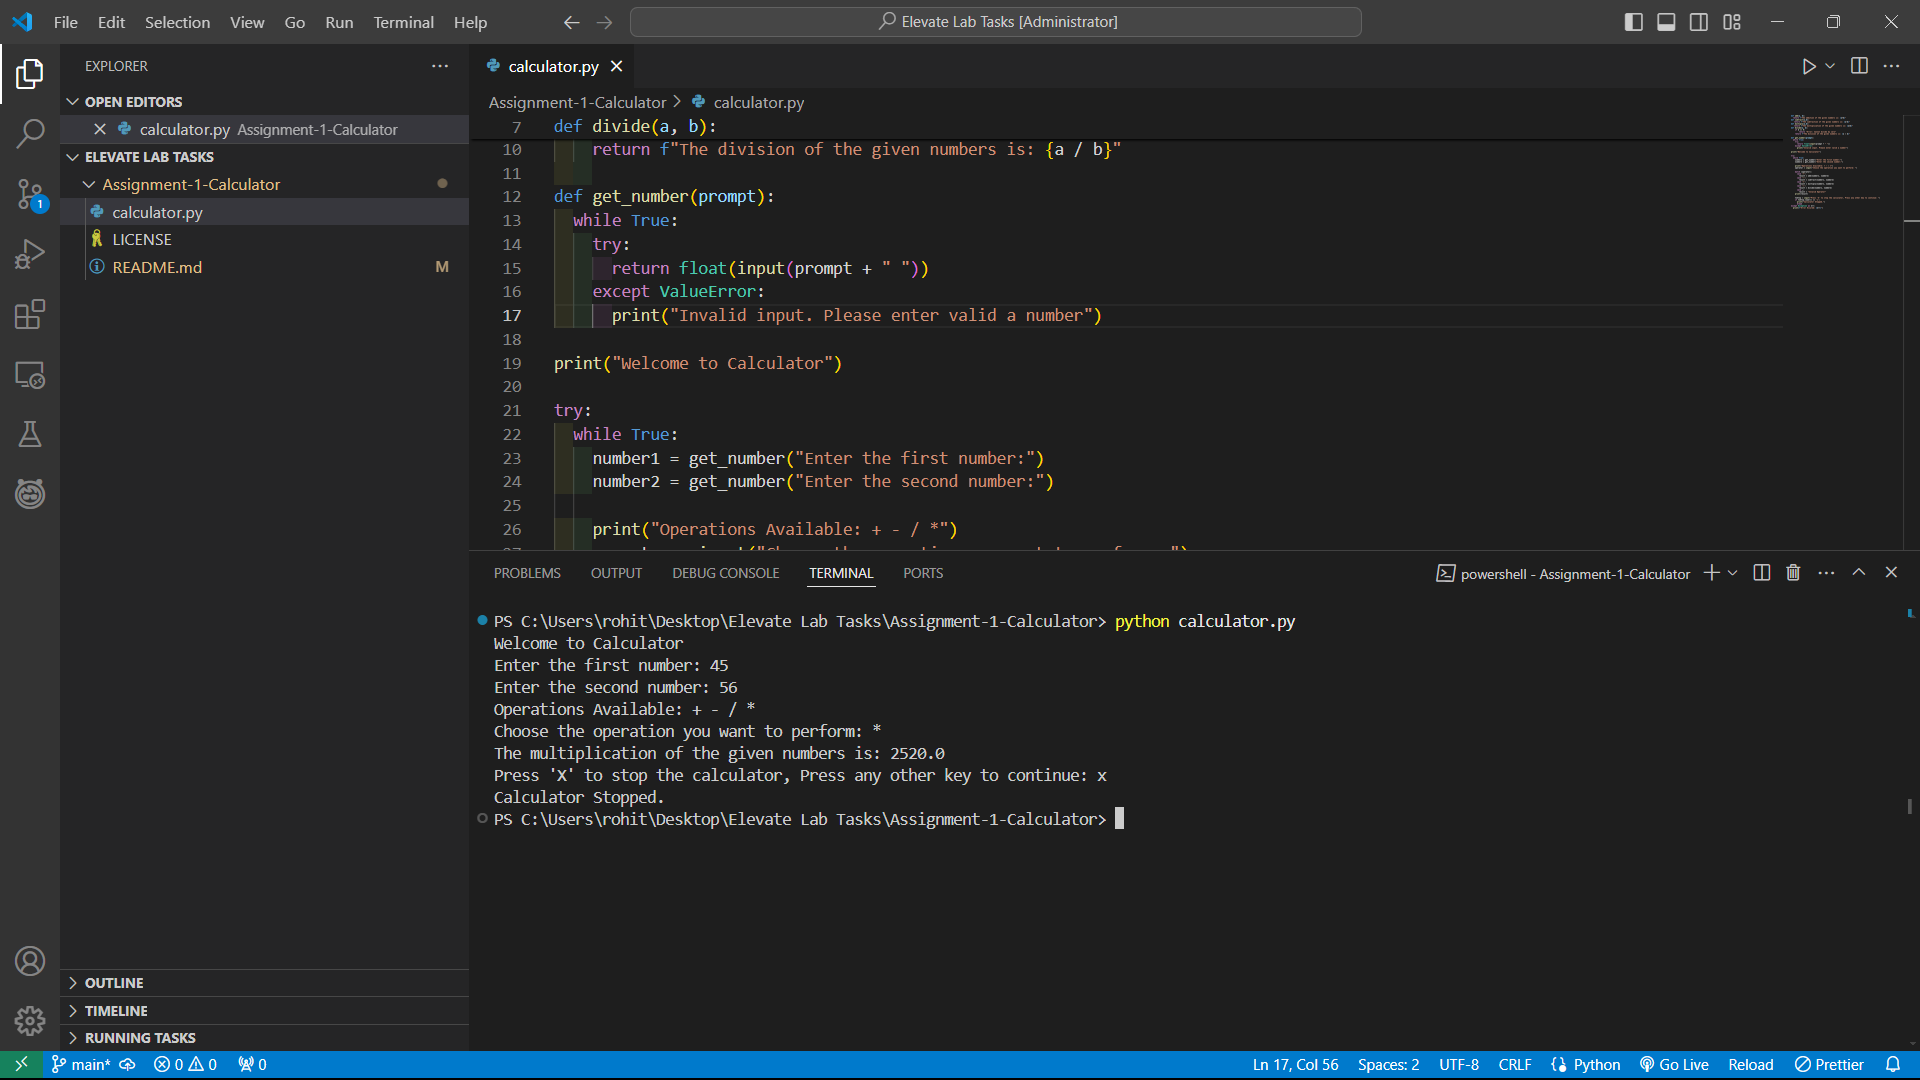 File Edit Selection View Go Run Terminal Help
Elevate Lab Tasks [Administrator]
EXPLORER
OPEN EDITORS
calculator.py Assignment-1-Calculator
ELEVATE LAB TASKS
Assignment-1-Calculator
calculator.py
LICENSE
README.md M
1
OUTLINE
TIMELINE
RUNNING TASKS
calculator.py
Assignment-1-Calculator > calculator.py
7 def divide(a, b):
10 return f"The division of the given numbers is: {a / b}"
11
12 def get_number(prompt):
13 while True:
14 try:
15 return float(input(prompt + " "))
16 except ValueError:
17 print("Invalid input. Please enter valid a number")
18
19 print("Welcome to Calculator")
20
21 try:
22 while True:
23 number1 = get_number("Enter the first number:")
24 number2 = get_number("Enter the second number:")
25
26 print("Operations Available: + - / *")
PROBLEMS OUTPUT DEBUG CONSOLE TERMINAL PORTS
powershell - Assignment-1-Calculator
PS C:\Users\rohit\Desktop\Elevate Lab Tasks\Assignment-1-Calculator> python calculator.py
Welcome to Calculator
Enter the first number: 45
Enter the second number: 56
Operations Available: + - / *
Choose the operation you want to perform: *
The multiplication of the given numbers is: 2520.0
Press 'X' to stop the calculator, Press any other key to continue: x
Calculator Stopped.
PS C:\Users\rohit\Desktop\Elevate Lab Tasks\Assignment-1-Calculator>
main* 0 0 0 Ln 17, Col 56 Spaces: 2 UTF-8 CRLF Python Go Live Reload Prettier